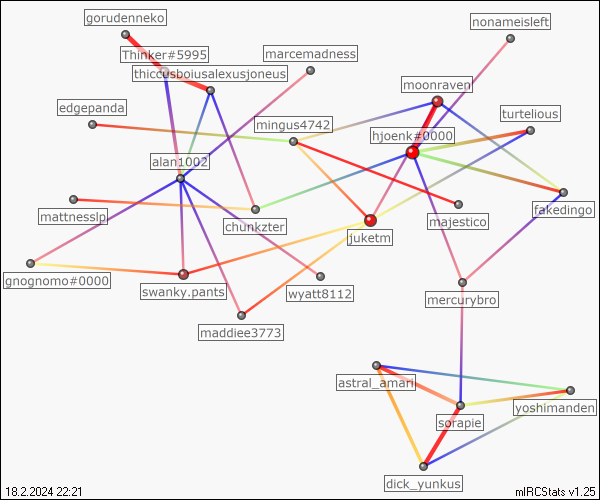 gorudenneko
nonameisleft
Thinker#5995
marcemadness
thiccusboiusalexusjoneus
moonraven
edgepanda
turtelious
mingus4742
hjoenk#0000
alan1002
mattnesslp
chunkzter
majestico
fakedingo
juketm
gnognomo#0000
swanky.pants
wyatt8112
mercurybro
maddiee3773
astral_amari
yoshimanden
sorapie
dick_yunkus
18.2.2024 22:21
mIRCStats v1.25